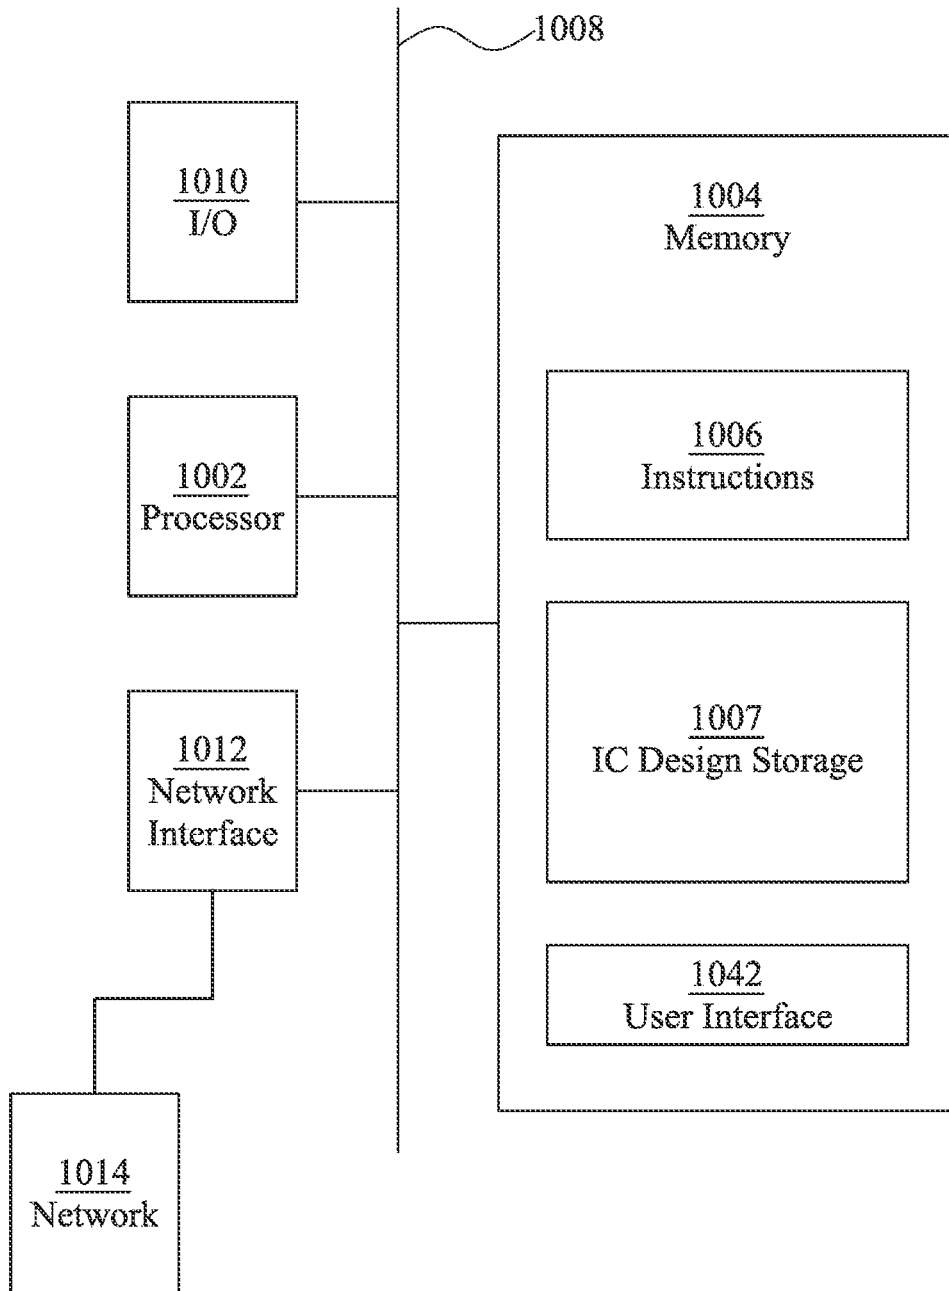 1008
1010
I/O
1004
Memory
1006
Instructions
1002
Processor
1007
IC Design Storage
1012
Network
Interface
1042
User Interface
1014
Network